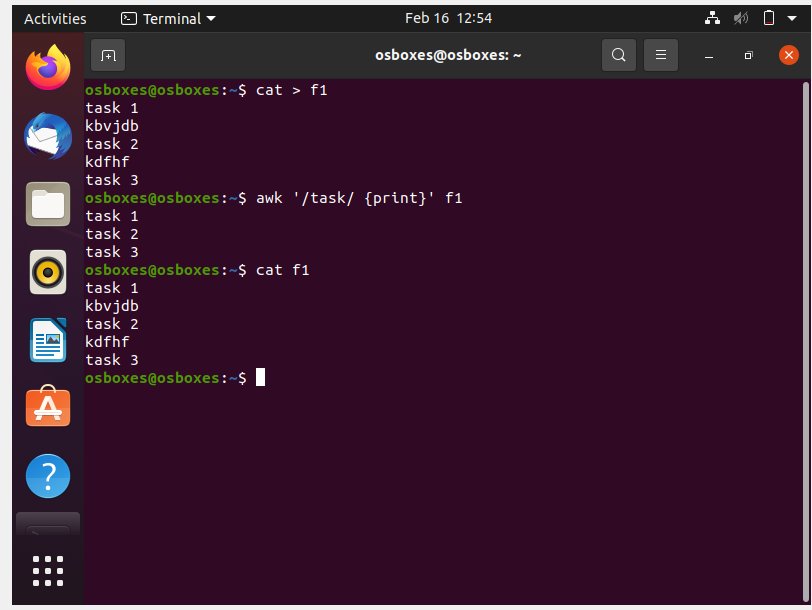 Activities Terminal Feb 16 12:54
osboxes@osboxes: ~
osboxes@osboxes:~$ cat > f1
task 1
kbvjdb
task 2
kdfhf
task 3
osboxes@osboxes:~$ awk '/task/ {print}' f1
task 1
task 2
task 3
osboxes@osboxes:~$ cat f1
task 1
kbvjdb
task 2
kdfhf
task 3
osboxes@osboxes:~$